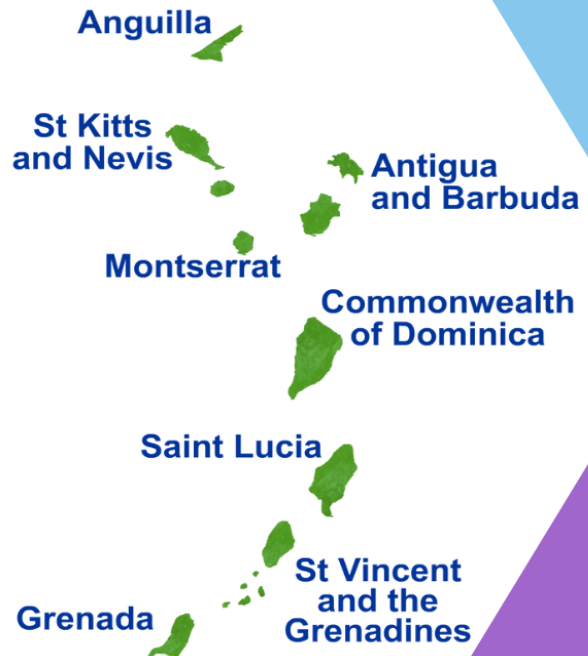 Anguilla
St Kitts
and Nevis
Antigua
and Barbuda
Montserrat
Commonwealth
of Dominica
Saint Lucia
St Vincent
and the
Grenadines
Grenada